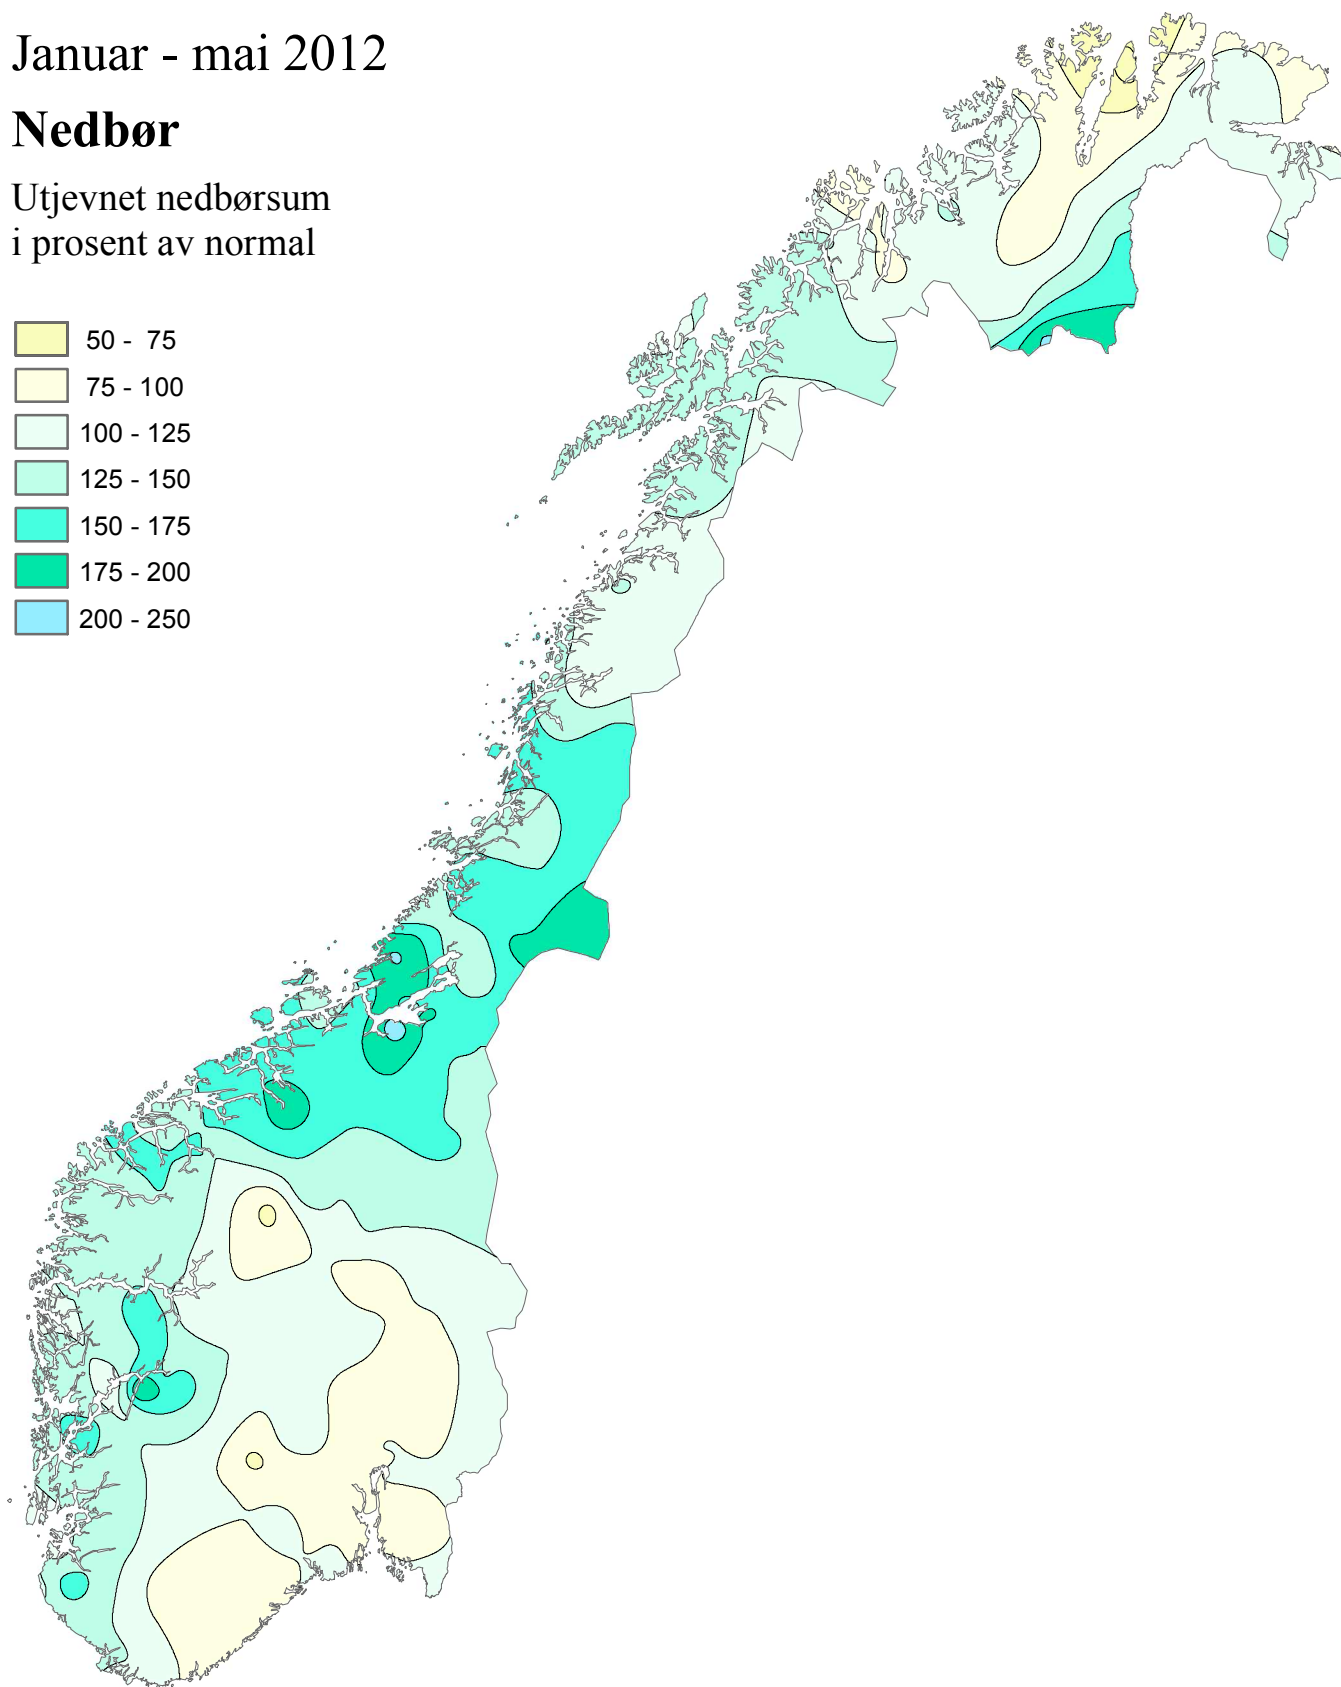 Januar - mai 2012
Nedbør
Utjevnet nedbørsum
i prosent av normal
50 - 75
75 - 100
100 - 125
125 - 150
150 - 175
175 - 200
200 - 250